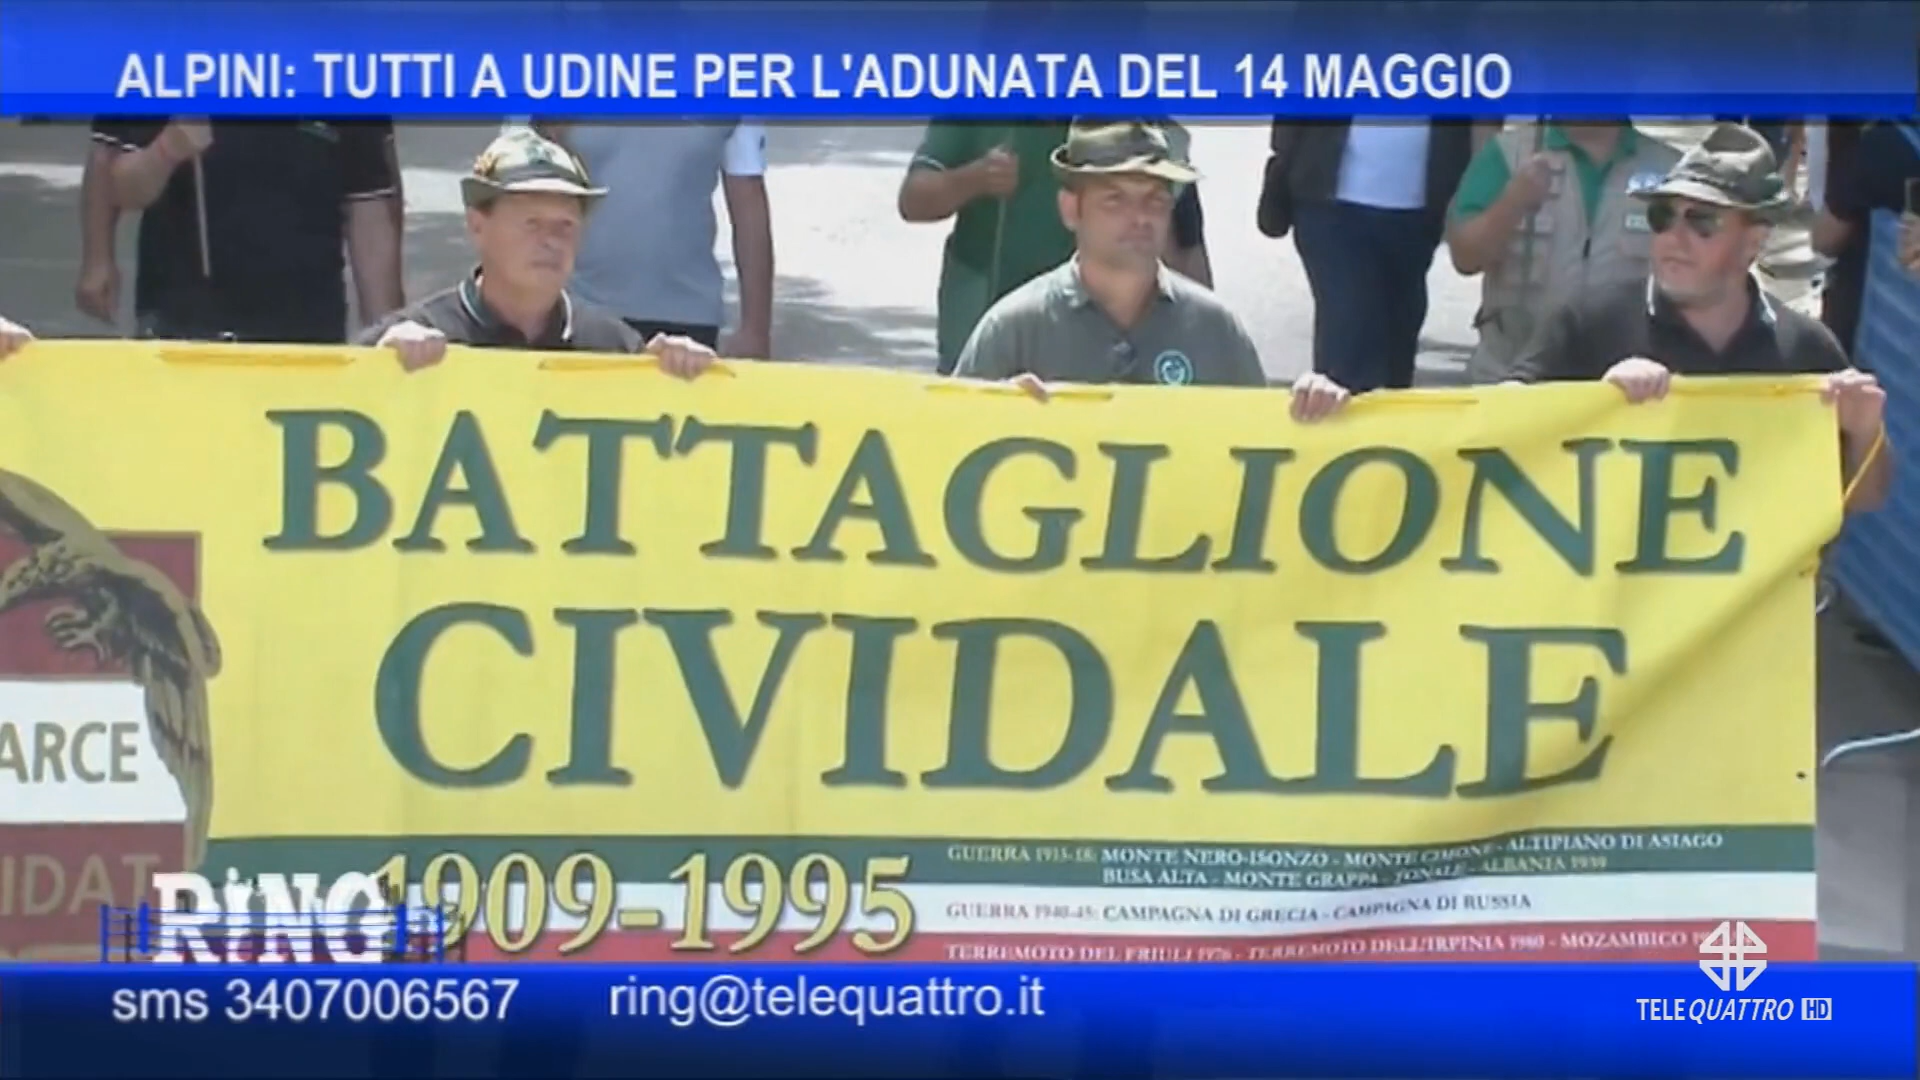 ALPINI: TUTTI A UDINE PER L'ADUNATA DEL 14 MAGGIO
BATTAGLIONE
CIVIDALE
ARCE
IDAT
1909-1995
GUERRA 1915-18: MONTE NERO-ISONZO - MONTE CIMONE - ALTIPIANO DI ASIAGO
BUSA ALTA - MONTE GRAPPA - TONALE - ALBANIA 1939
GUERRA 1940-45: CAMPAGNA DI GRECIA - CAMPAGNA DI RUSSIA
TERREMOTO DEL FRIULI 1976 - TERREMOTO DELL'IRPINIA 1980 - MOZAMBICO
RiNG
sms 3407006567
ring@telequattro.it
TELEQUATTRO HD